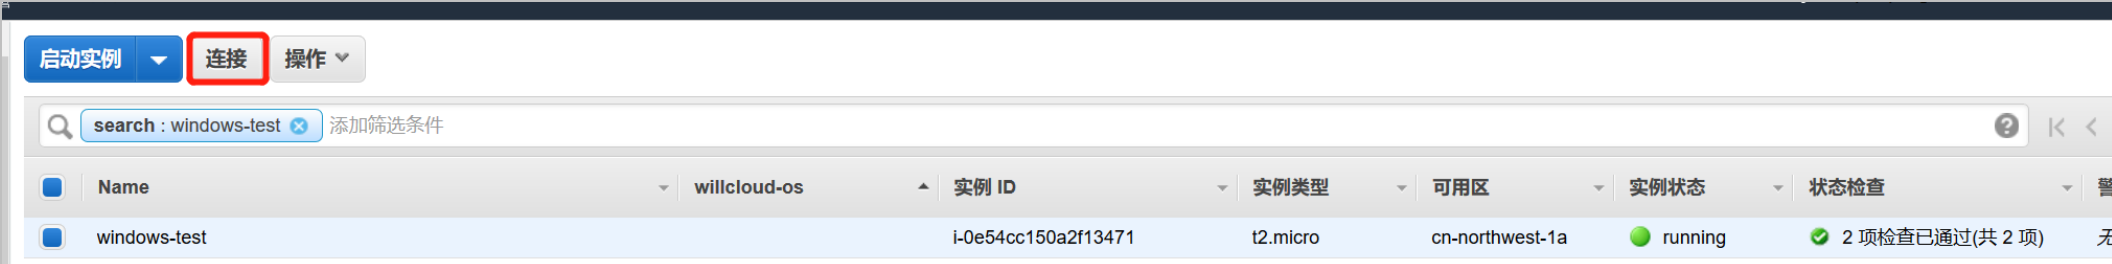 启动实例 连接 操作
search : windows-test 添加筛选条件
Name willcloud-os 实例 ID 实例类型 可用区 实例状态 状态检查 警
windows-test i-0e54cc150a2f13471 t2.micro cn-northwest-1a running 2 项检查已通过(共 2 项) 无